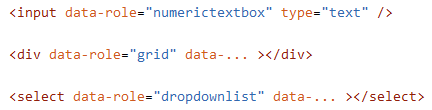 <input data-role="numerictextbox" type="text" />
<div data-role="grid" data-... ></div>
<select data-role="dropdownlist" data-... ></select>